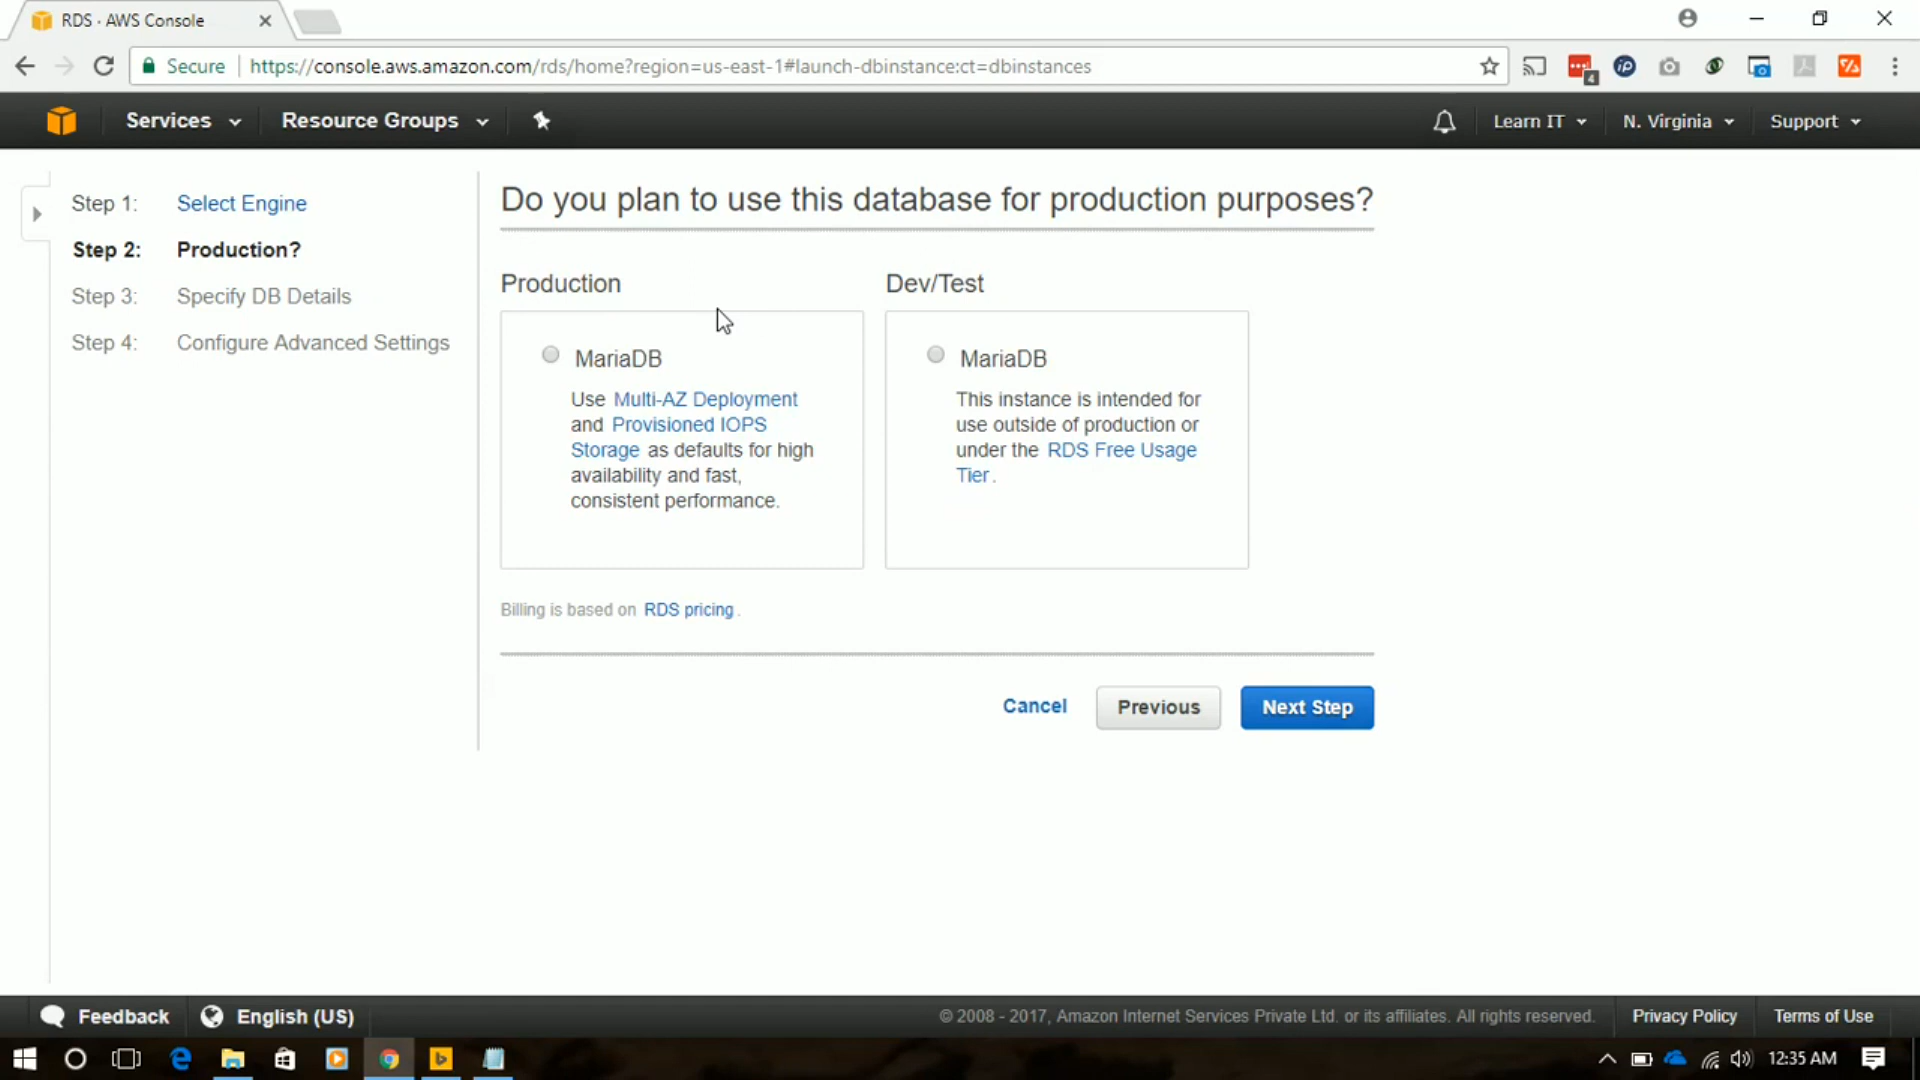 RDS · AWS Console
Secure https://console.aws.amazon.com/rds/home?region=us-east-1#launch-dbinstance:ct=dbinstances
4
Services Resource Groups Learn IT N. Virginia Support
Step 1: Select Engine
Step 2: Production?
Step 3: Specify DB Details
Step 4: Configure Advanced Settings
Do you plan to use this database for production purposes?
Production
MariaDB
Use Multi-AZ Deployment
and Provisioned IOPS
Storage as defaults for high
availability and fast,
consistent performance.
Dev/Test
MariaDB
This instance is intended for
use outside of production or
under the RDS Free Usage
Tier.
Billing is based on RDS pricing.
Cancel Previous Next Step
Feedback English (US) © 2008 - 2017, Amazon Internet Services Private Ltd. or its affiliates. All rights reserved. Privacy Policy Terms of Use
12:35 AM